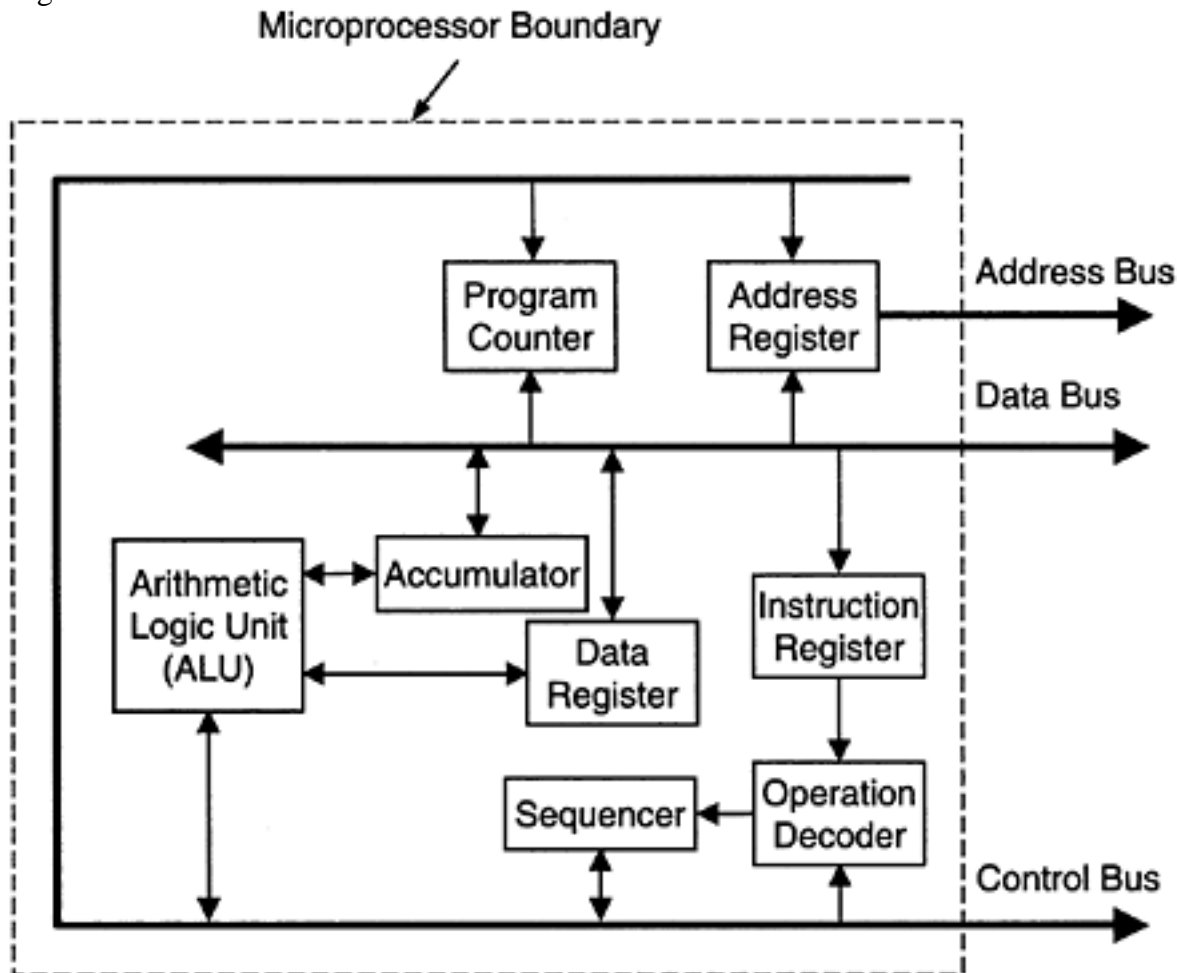 Microprocessor Boundary
Program
Counter
Address
Register
Address Bus
Data Bus
Arithmetic
Logic Unit
(ALU)
Accumulator
Data
Register
Instruction
Register
Sequencer
Operation
Decoder
Control Bus